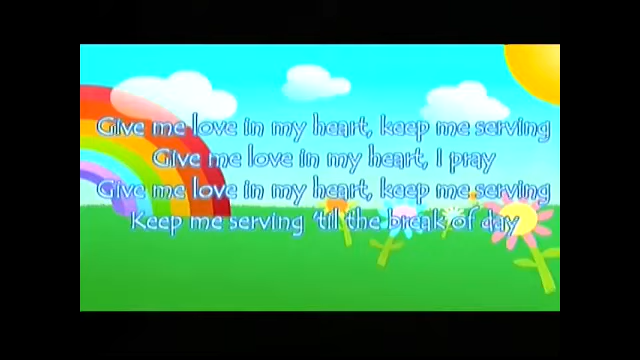 Give me love in my heart, keep me serving
Give me love in my heart, I pray
Give me love in my heart, keep me serving
Keep me serving 'til the break of day